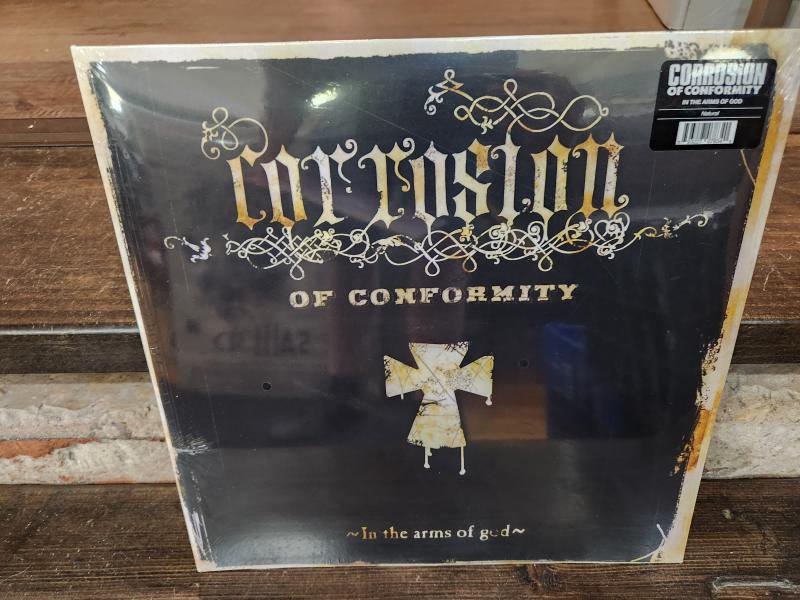 corrosion
OF CONFORMITY
~In the arms of god~
CORROSION
OF CONFORMITY
IN THE ARMS OF GOD
Natural